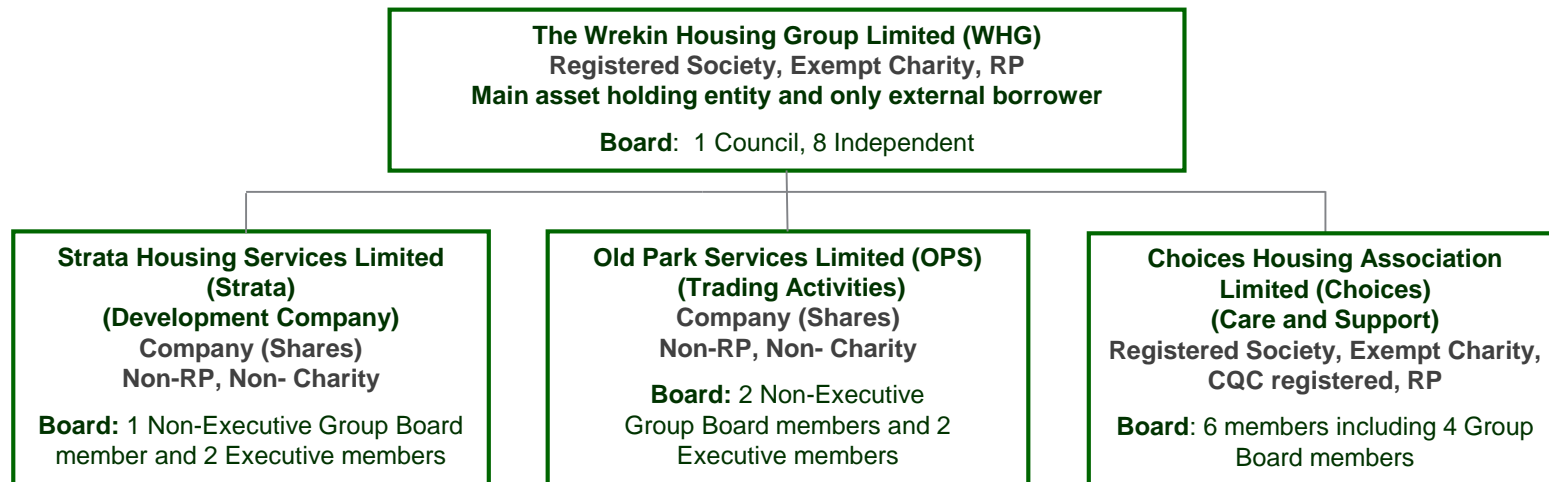 The Wrekin Housing Group Limited (WHG)
Registered Society, Exempt Charity, RP
Main asset holding entity and only external borrower
Board:  1 Council, 8 Independent
Strata Housing Services Limited
(Strata)
(Development Company)
Company (Shares)
Non-RP, Non- Charity
Board: 1 Non-Executive Group Board
member and 2 Executive members
Old Park Services Limited (OPS)
(Trading Activities)
Company (Shares)
Non-RP, Non- Charity
Board: 2 Non-Executive
Group Board members and 2
Executive members
Choices Housing Association
Limited (Choices)
(Care and Support)
Registered Society, Exempt Charity,
CQC registered, RP
Board: 6 members including 4 Group
Board members